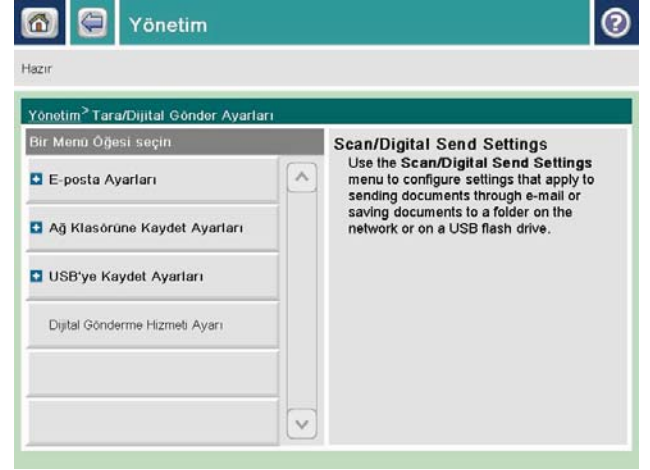 Yönetim
?
Hazır
Yönetim > Tara/Dijital Gönder Ayarları
Bir Menü Öğesi seçin
E-posta Ayarları
Ağ Klasörüne Kaydet Ayarları
USB'ye Kaydet Ayarları
Dijital Gönderme Hizmeti Ayarı
Scan/Digital Send Settings
Use the Scan/Digital Send Settings
menu to configure settings that apply to
sending documents through e-mail or
saving documents to a folder on the
network or on a USB flash drive.